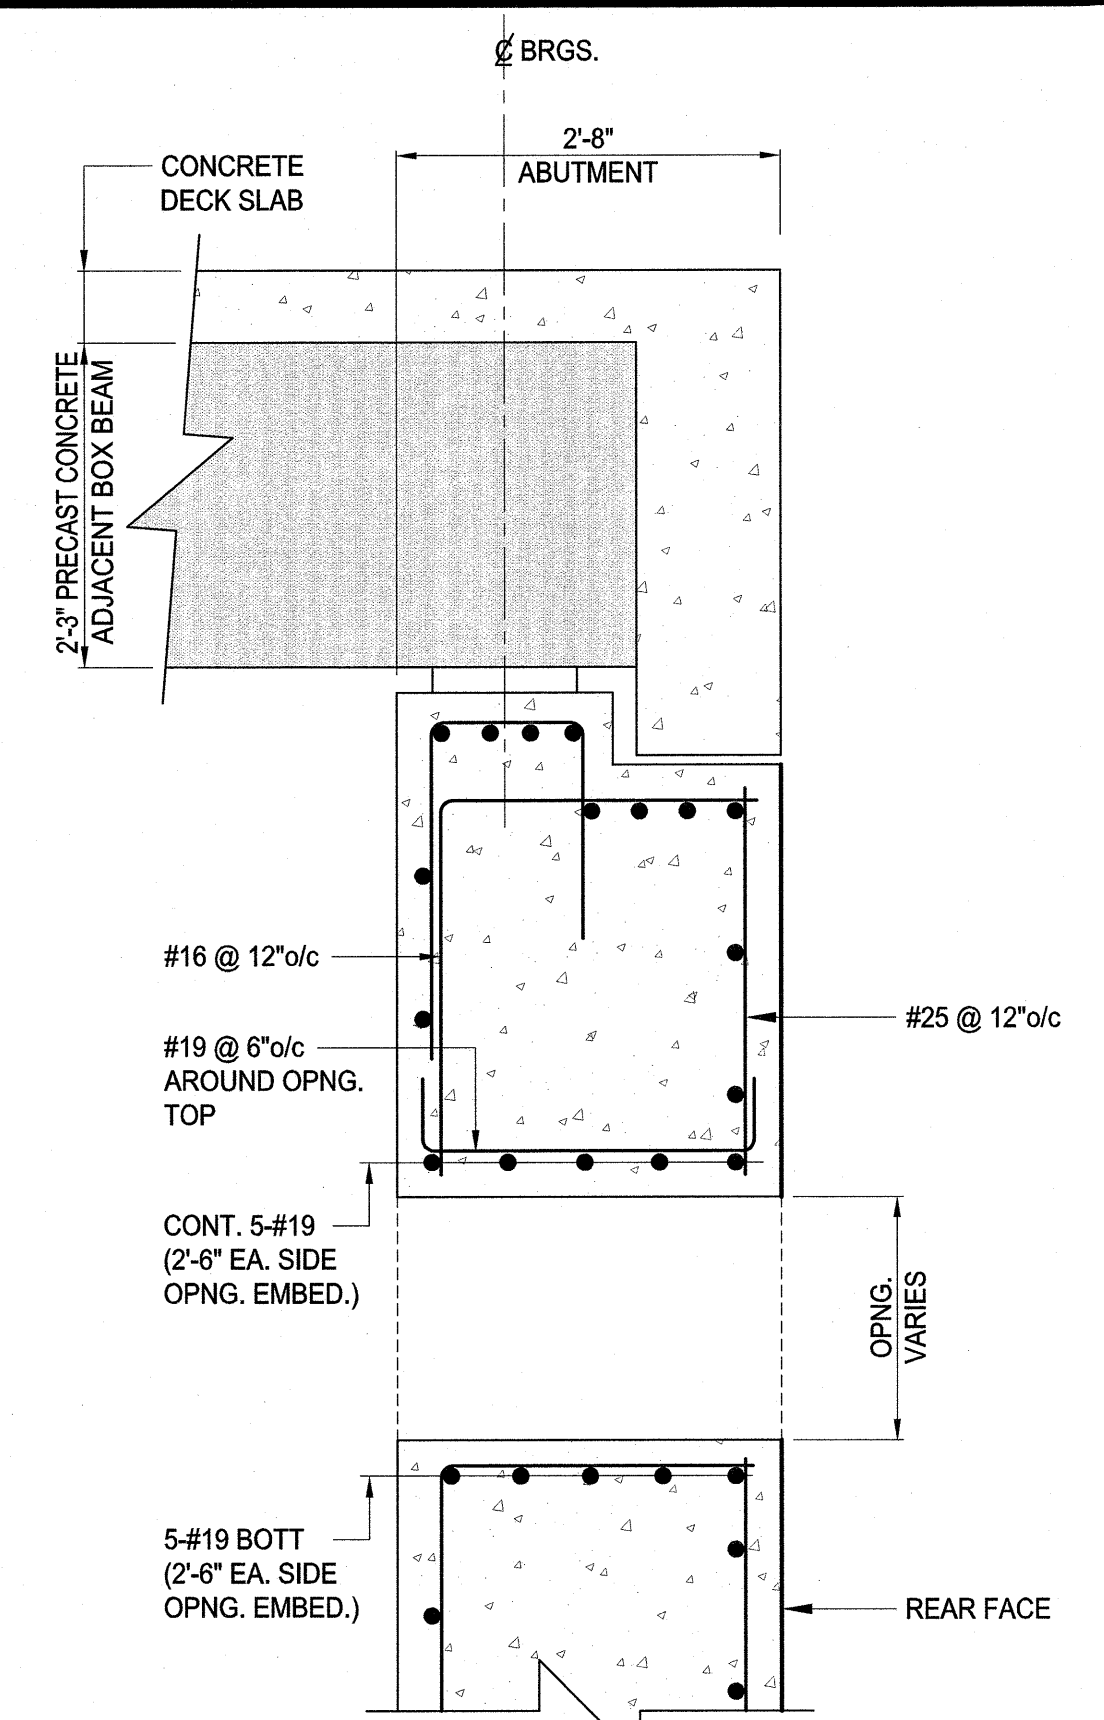 ℄ BRGS.
2'-8"
ABUTMENT
CONCRETE
DECK SLAB
2'-3" PRECAST CONCRETE
ADJACENT BOX BEAM
#16 @ 12"o/c
#25 @ 12"o/c
#19 @ 6"o/c
AROUND OPNG.
TOP
CONT. 5-#19
(2'-6" EA. SIDE
OPNG. EMBED.)
OPNG.
VARIES
5-#19 BOTT
(2'-6" EA. SIDE
OPNG. EMBED.)
REAR FACE